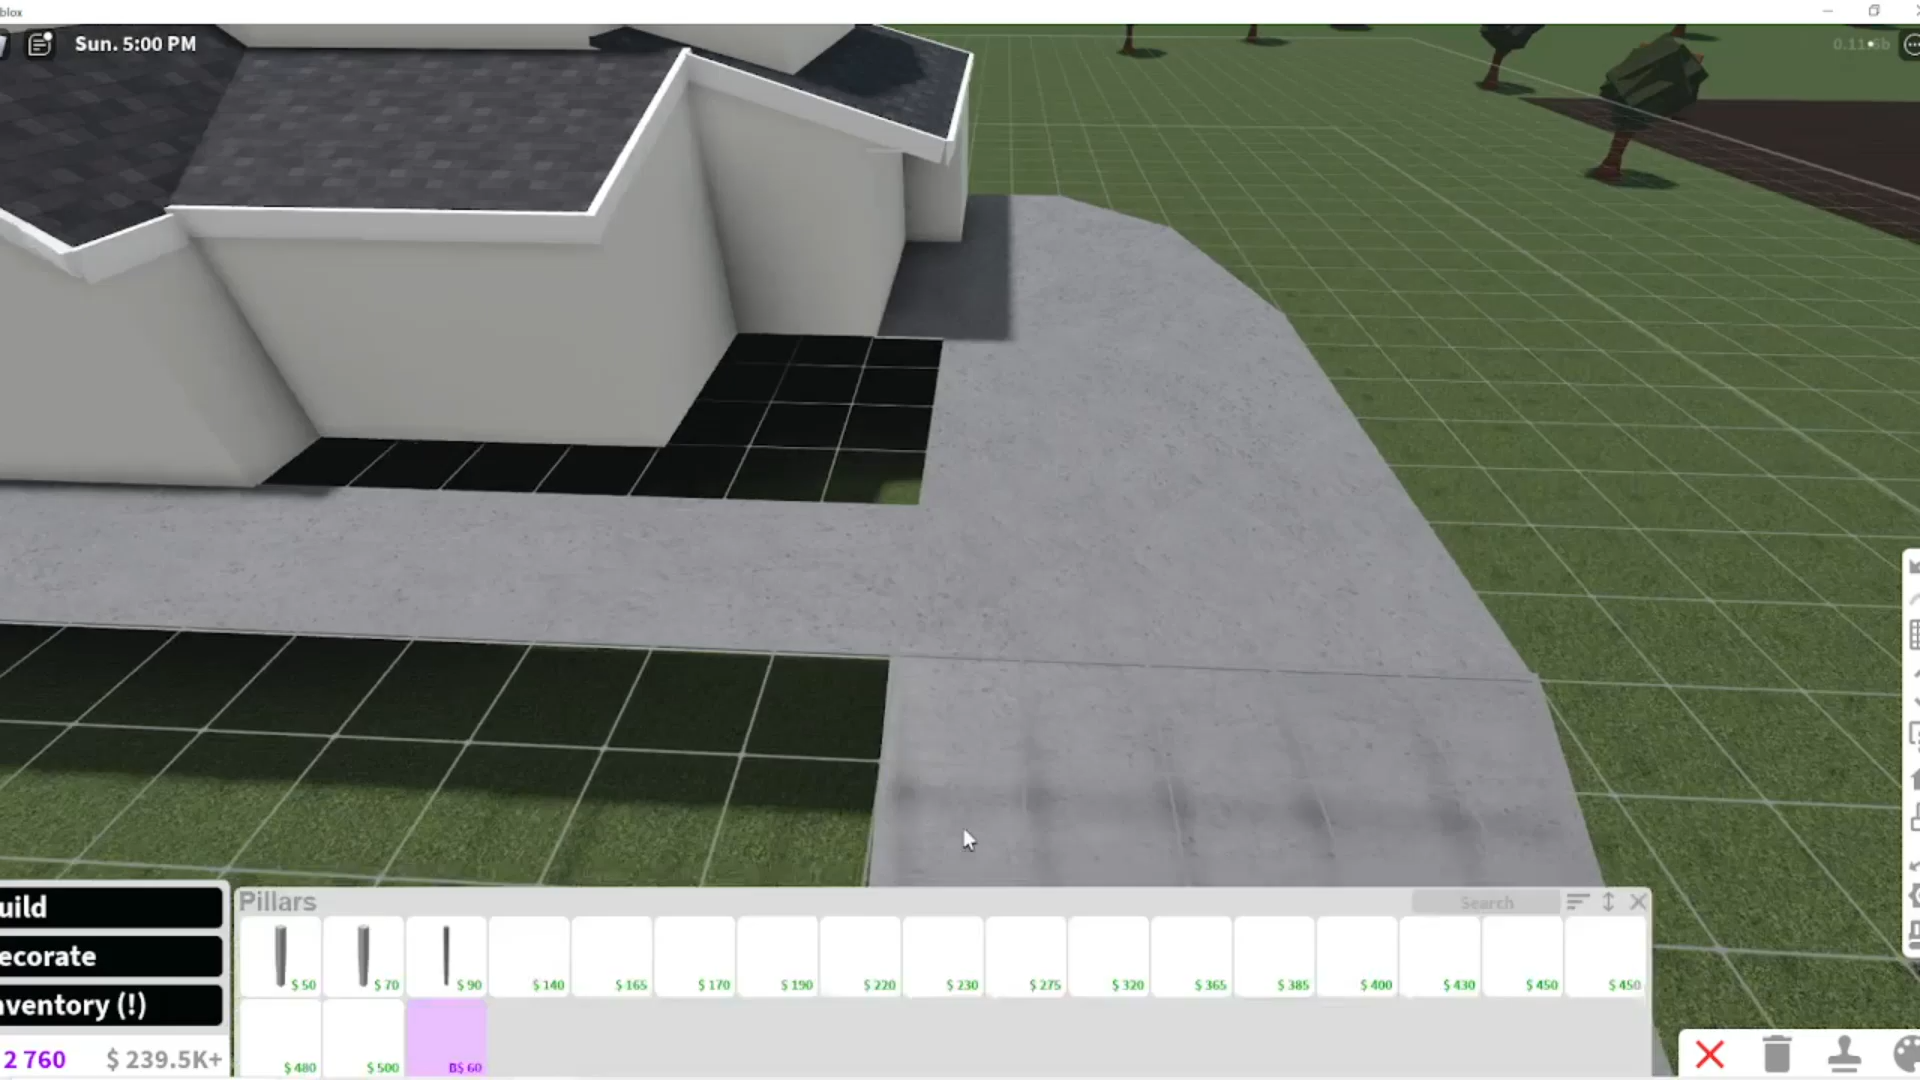 blox
Sun. 5:00 PM
uild
ecorate
nventory (!)
2 760
$ 239.5K+
Pillars
Search
$ 50
$ 70
$ 90
$ 140
$ 165
$ 170
$ 190
$ 220
$ 230
$ 275
$ 320
$ 365
$ 385
$ 400
$ 430
$ 450
$ 450
$ 480
$ 500
B$ 60